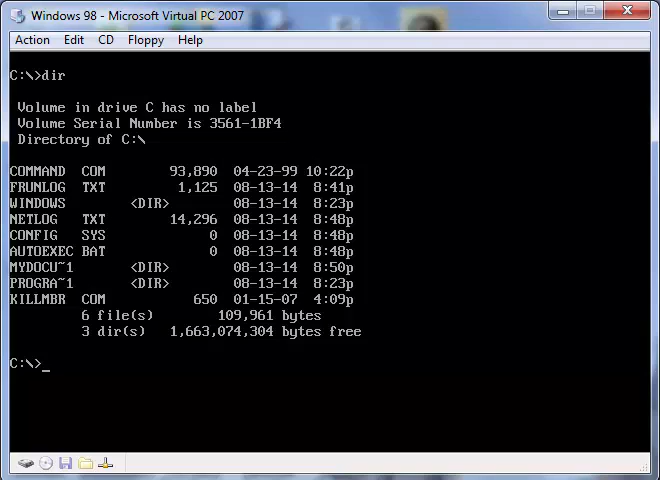 Windows 98 - Microsoft Virtual PC 2007
Action Edit CD Floppy Help
C:\>dir
Volume in drive C has no label
Volume Serial Number is 3561-1BF4
Directory of C:\
COMMAND COM 93,890 04-23-99 10:22p
FRUNLOG TXT 1,125 08-13-14 8:41p
WINDOWS <DIR> 08-13-14 8:23p
NETLOG TXT 14,296 08-13-14 8:48p
CONFIG SYS 0 08-13-14 8:48p
AUTOEXEC BAT 0 08-13-14 8:48p
MYDOCU~1 <DIR> 08-13-14 8:50p
PROGRA~1 <DIR> 08-13-14 8:23p
KILLMBR COM 650 01-15-07 4:09p
6 file(s) 109,961 bytes
3 dir(s) 1,663,074,304 bytes free
C:\>_